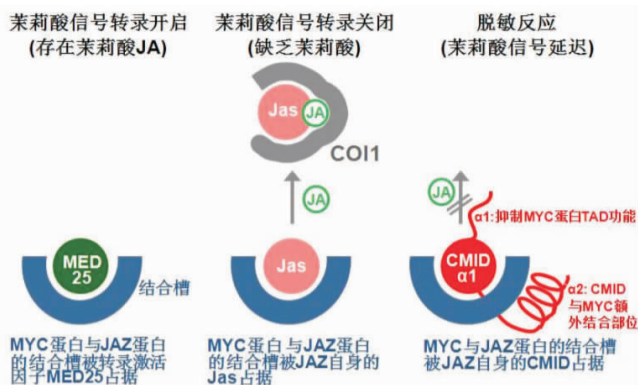 茉莉酸信号转录开启
(存在茉莉酸JA)
茉莉酸信号转录关闭
(缺乏茉莉酸)
脱敏反应
(茉莉酸信号延迟)
Jas
JA
COI1
JA
JA
α1:抑制MYC蛋白TAD功能
MED
25
结合槽
Jas
CMID
α1
α2: CMID
与MYC额
外结合部位
MYC蛋白与JAZ蛋白
的结合槽被转录激活
因子MED25占据
MYC蛋白与JAZ蛋白
的结合槽被JAZ自身的
Jas占据
MYC与JAZ蛋白的结合槽
被JAZ自身的CMID占据